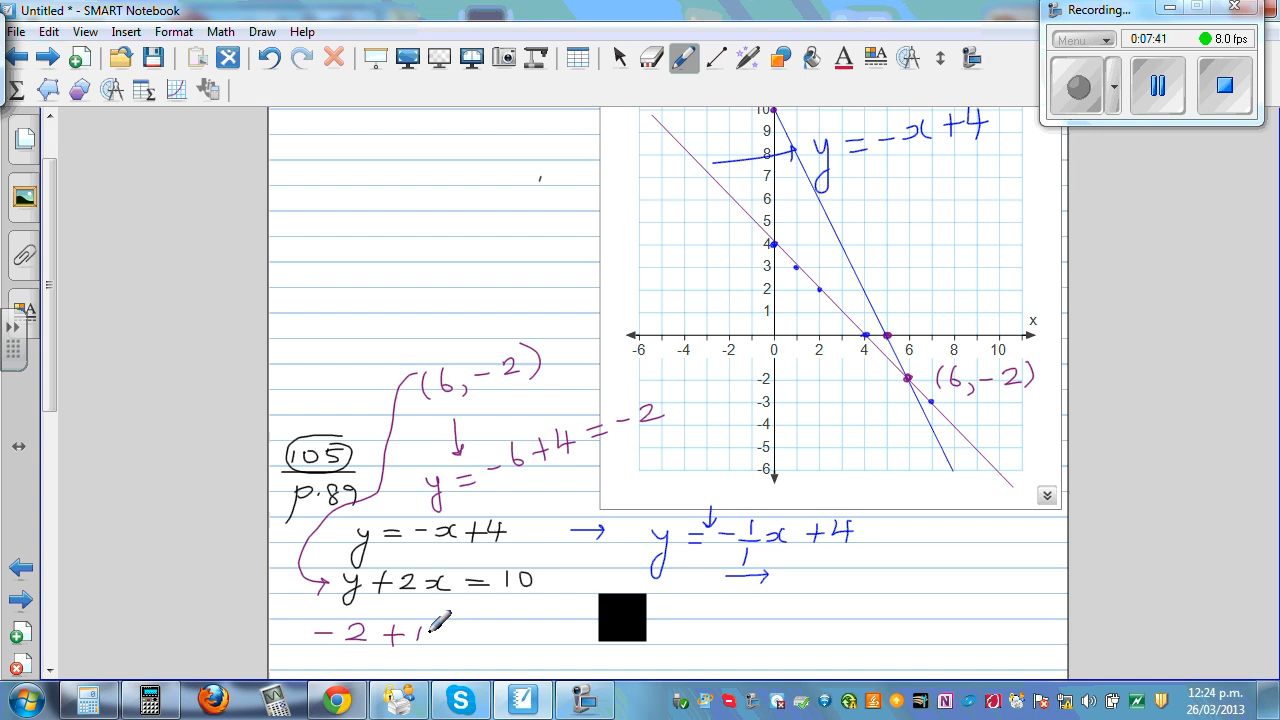 Untitled * - SMART Notebook
Recording...
File Edit View Insert Format Math Draw Help
Menu 0:07:41 8.0 fps
10
9
8
7
6
5
4
3
2
1
y = -x + 4
x
-6 -4 -2 0 2 4 6 8 10
-2
-3
-4
-5
-6
(6, -2)
(6, -2)
y = -6 + 4 = -2
105
p.89
y = -x + 4 → y = -1/1 x + 4
y + 2x = 10
-2 + 1
12:24 p.m.
26/03/2013